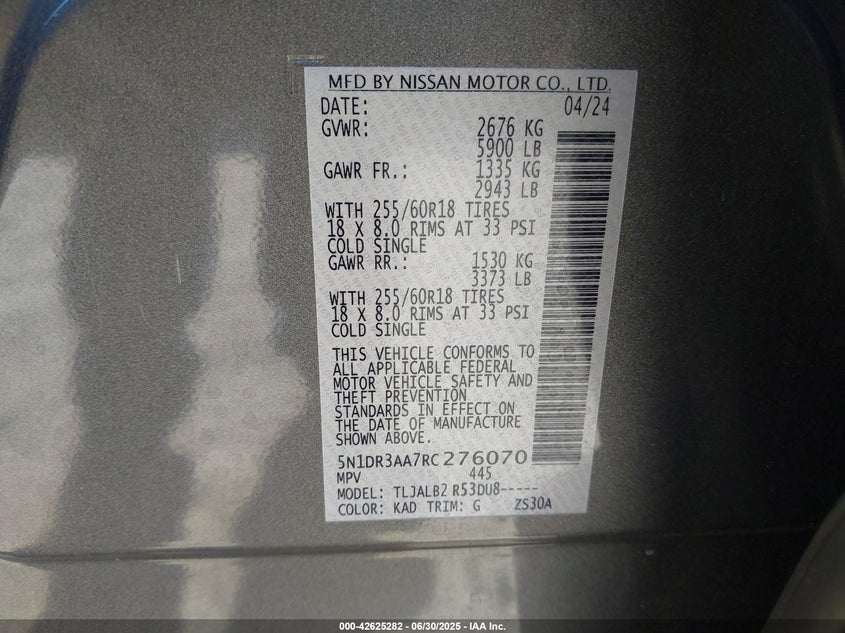 MFD BY NISSAN MOTOR CO., LTD.
DATE: 04/24
GVWR: 2676 KG
5900 LB
GAWR FR.: 1335 KG
2943 LB
WITH 255/60R18 TIRES
18 X 8.0 RIMS AT 33 PSI
COLD SINGLE
GAWR RR.: 1530 KG
3373 LB
WITH 255/60R18 TIRES
18 X 8.0 RIMS AT 33 PSI
COLD SINGLE
THIS VEHICLE CONFORMS TO
ALL APPLICABLE FEDERAL
MOTOR VEHICLE SAFETY AND
THEFT PREVENTION
STANDARDS IN EFFECT ON
THE DATE OF MANUFACTURE
SHOWN ABOVE.
5N1DR3AA7RC276070
MPV 445
MODEL: TLJALB2 R53DU8-----
COLOR: KAD TRIM: G ZS30A
000-42625282 - 06/30/2025 - IAA Inc.